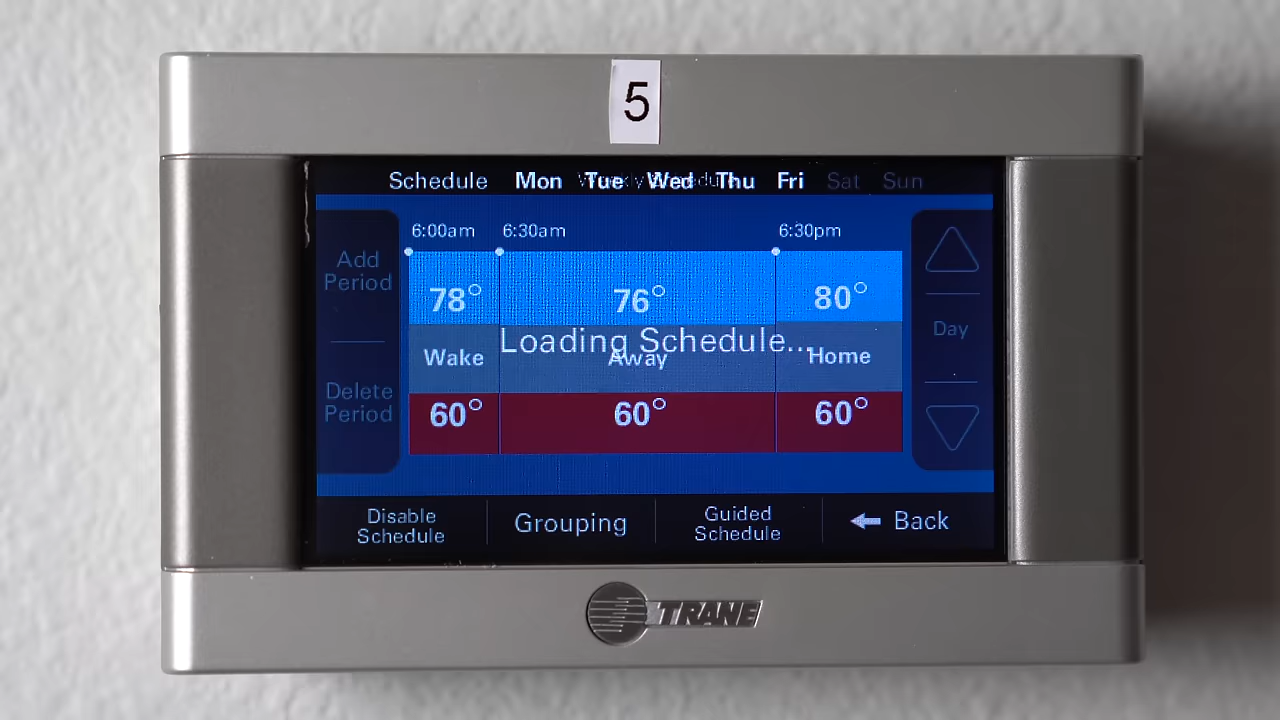 5
Schedule Mon Tue Wed Thu Fri Sat Sun
Weekly Schedule
6:00am 6:30am 6:30pm
Add
Period
78° 76° 80°
Loading Schedule...
Day
Wake Away Home
Delete
Period
60° 60° 60°
Disable
Schedule
Grouping
Guided
Schedule
Back
TRANE